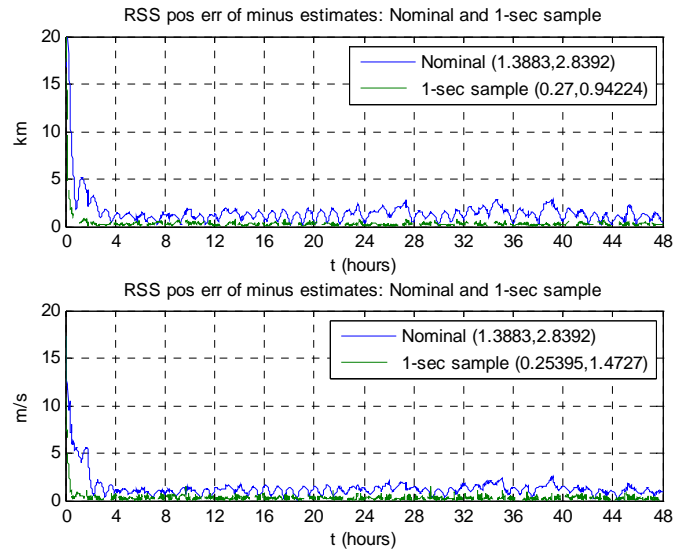 RSS pos err of minus estimates: Nominal and 1-sec sample
20
15
10
5
0
km
Nominal (1.3883,2.8392)
1-sec sample (0.27,0.94224)
0 4 8 12 16 20 24 28 32 36 40 44 48
t (hours)
RSS pos err of minus estimates: Nominal and 1-sec sample
20
15
10
5
0
m/s
Nominal (1.3883,2.8392)
1-sec sample (0.25395,1.4727)
0 4 8 12 16 20 24 28 32 36 40 44 48
t (hours)